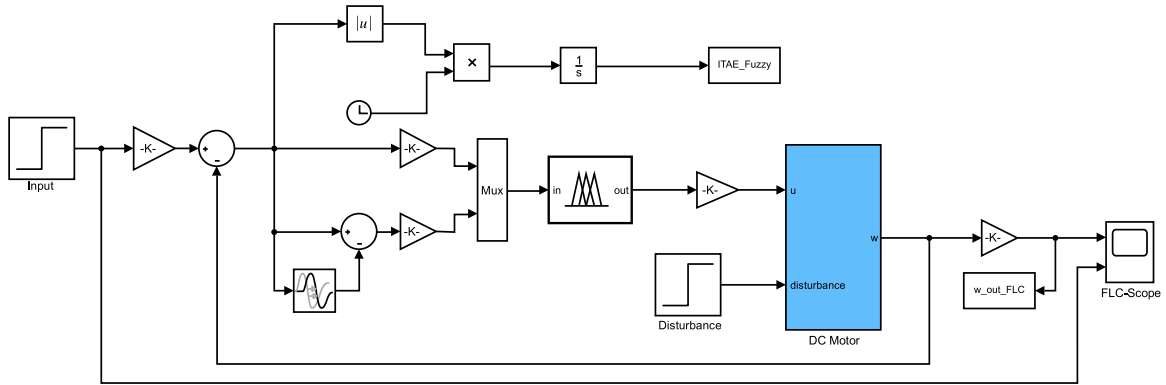 |u|
×
1
s
ITAE_Fuzzy
Input
-K-
+
-
-K-
-K-
+
-
Mux
in
out
-K-
u
w
disturbance
DC Motor
Disturbance
-K-
w_out_FLC
FLC-Scope